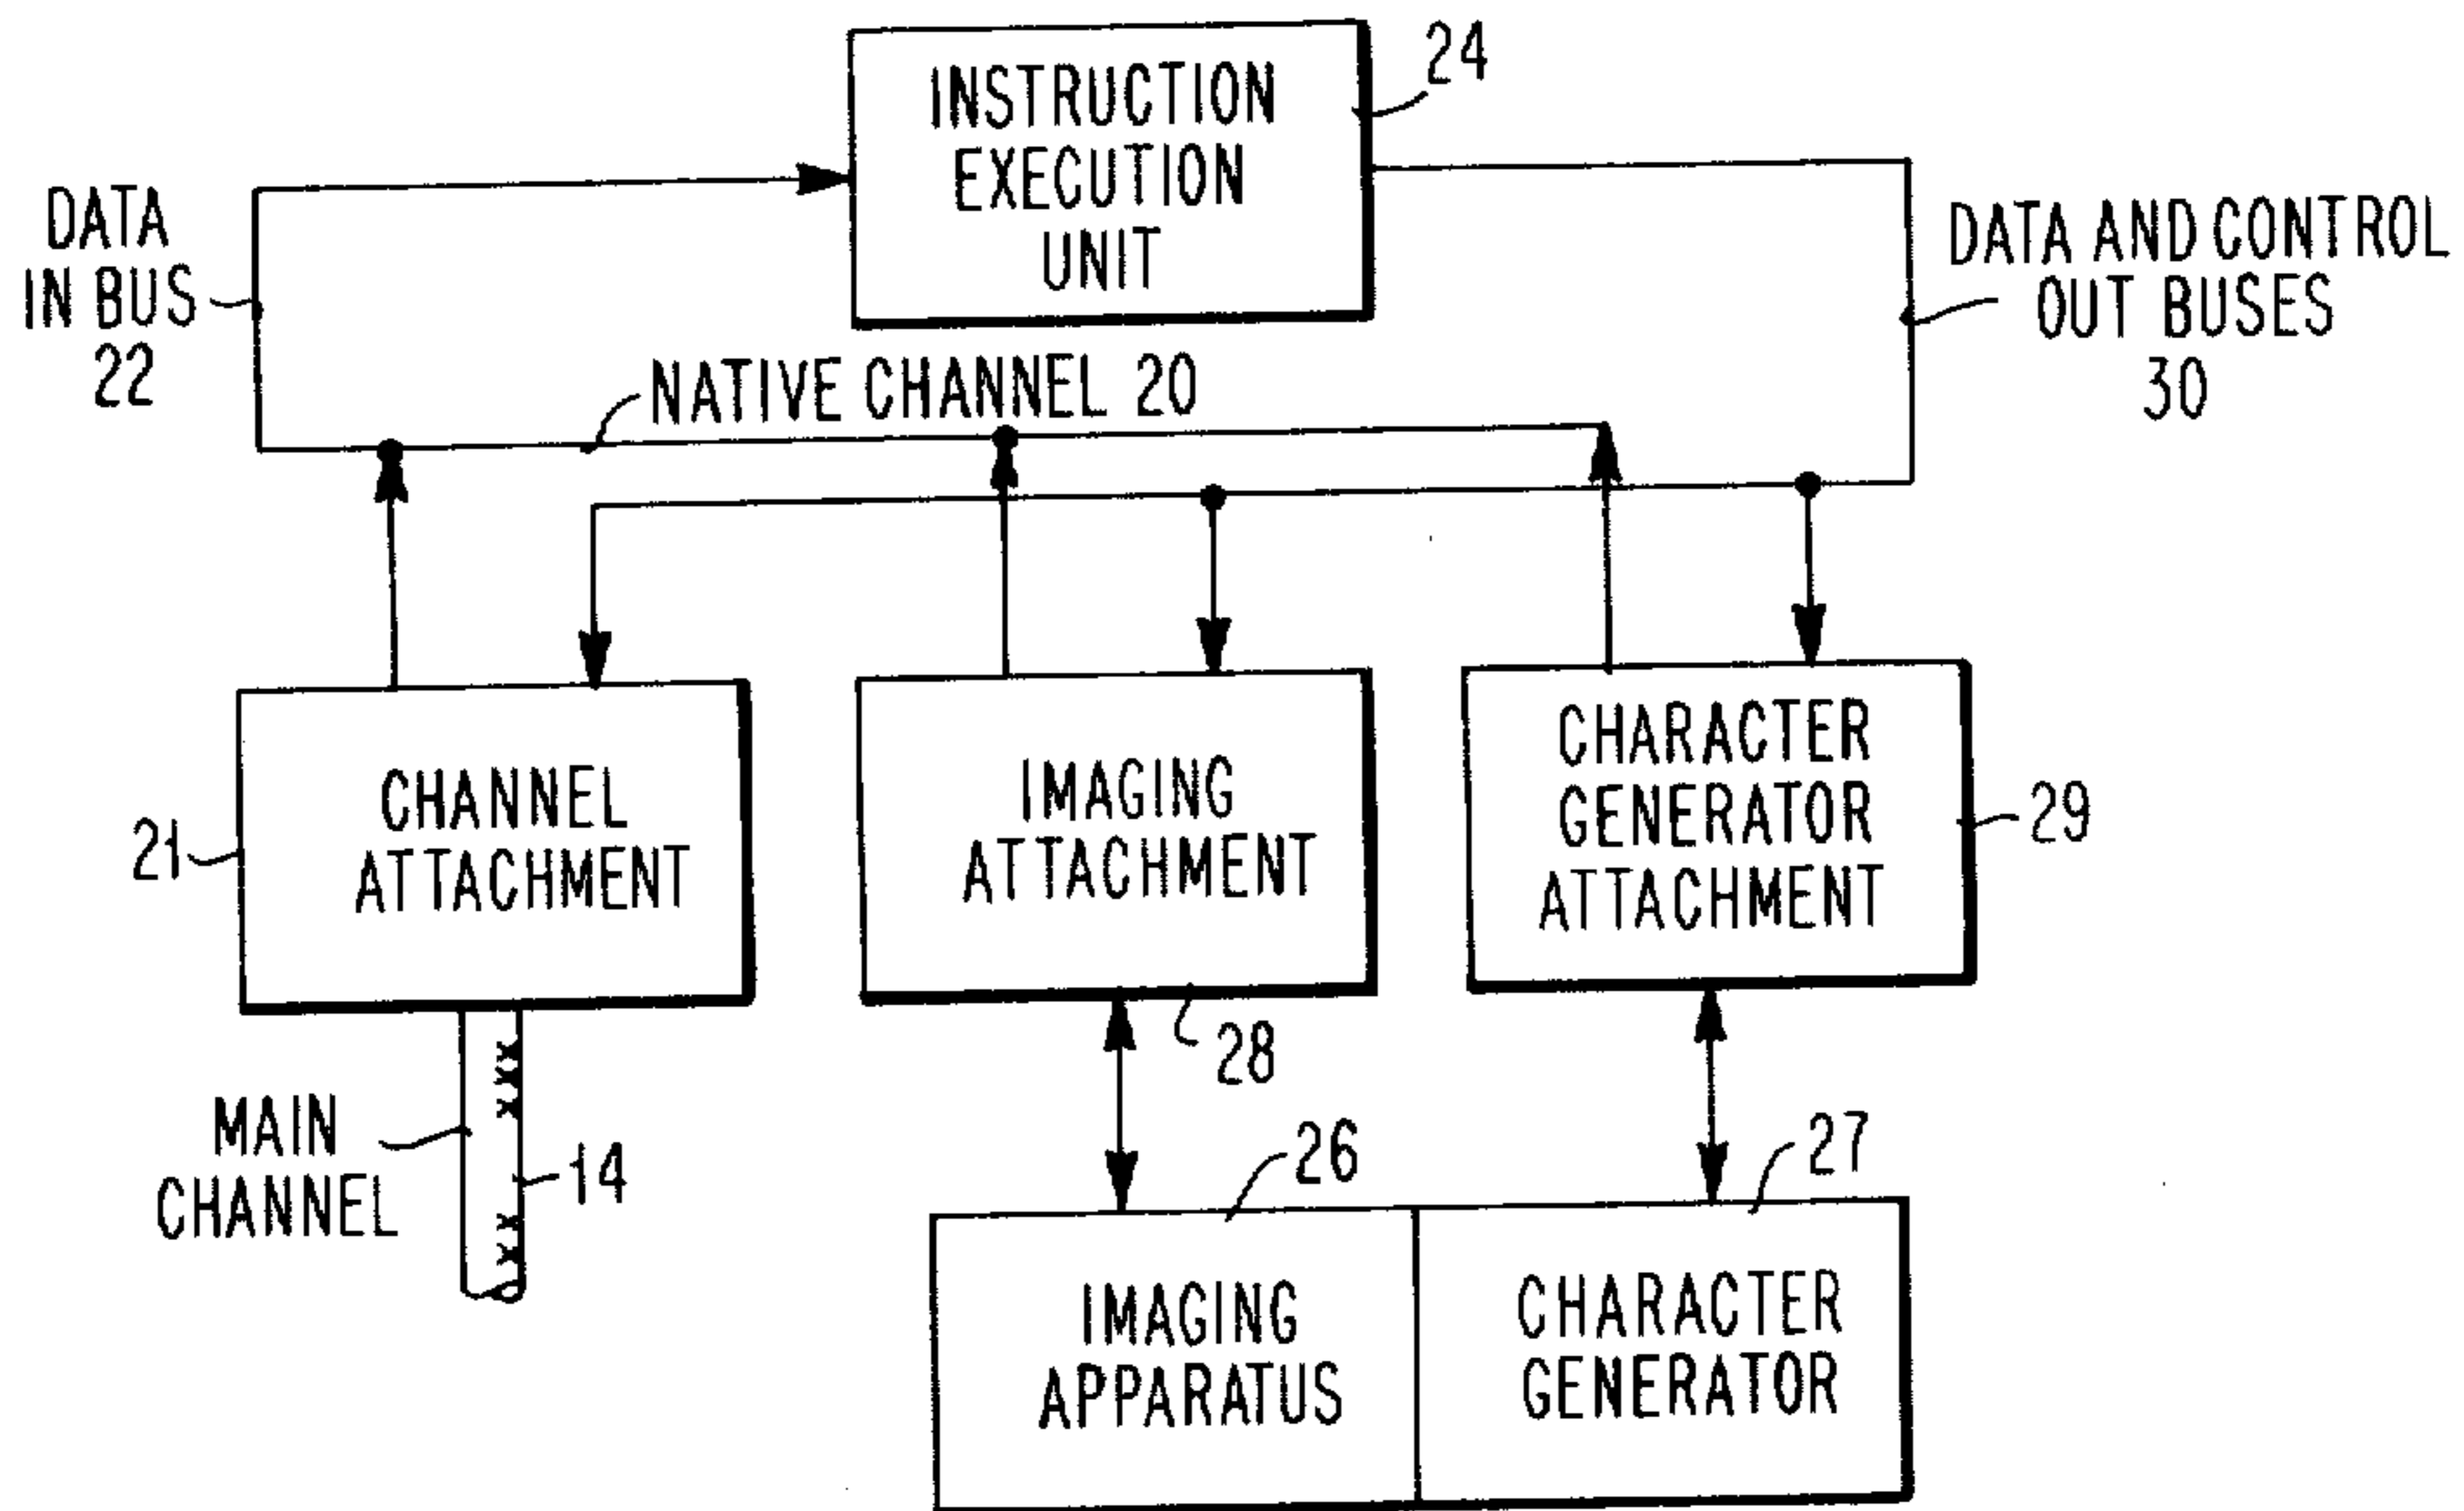 INSTRUCTION
EXECUTION
UNIT
24
DATA
IN BUS
22
DATA AND CONTROL
OUT BUSES
30
NATIVE CHANNEL 20
21
CHANNEL
ATTACHMENT
IMAGING
ATTACHMENT
28
CHARACTER
GENERATOR
ATTACHMENT
29
MAIN
CHANNEL
14
26
27
IMAGING
APPARATUS
CHARACTER
GENERATOR